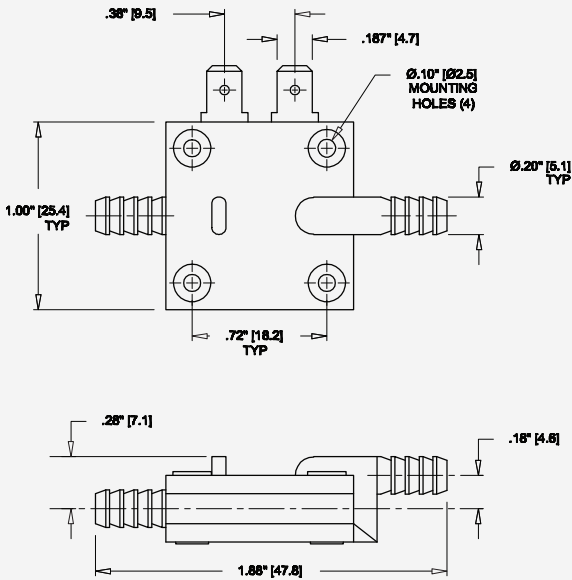 .38" [9.5]
.187" [4.7]
Ø.10" [Ø2.5]
MOUNTING
HOLES (4)
Ø.20" [5.1]
TYP
1.00" [25.4]
TYP
.72" [18.2]
TYP
.28" [7.1]
.18" [4.6]
1.88" [47.8]